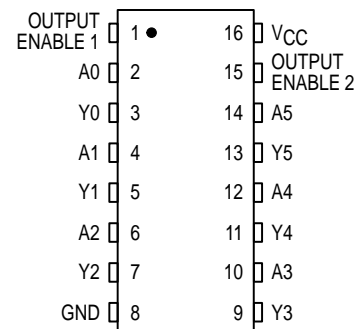 OUTPUT
ENABLE 1 1 16 VCC
A0 2 15 OUTPUT
ENABLE 2
Y0 3 14 A5
A1 4 13 Y5
Y1 5 12 A4
A2 6 11 Y4
Y2 7 10 A3
GND 8 9 Y3